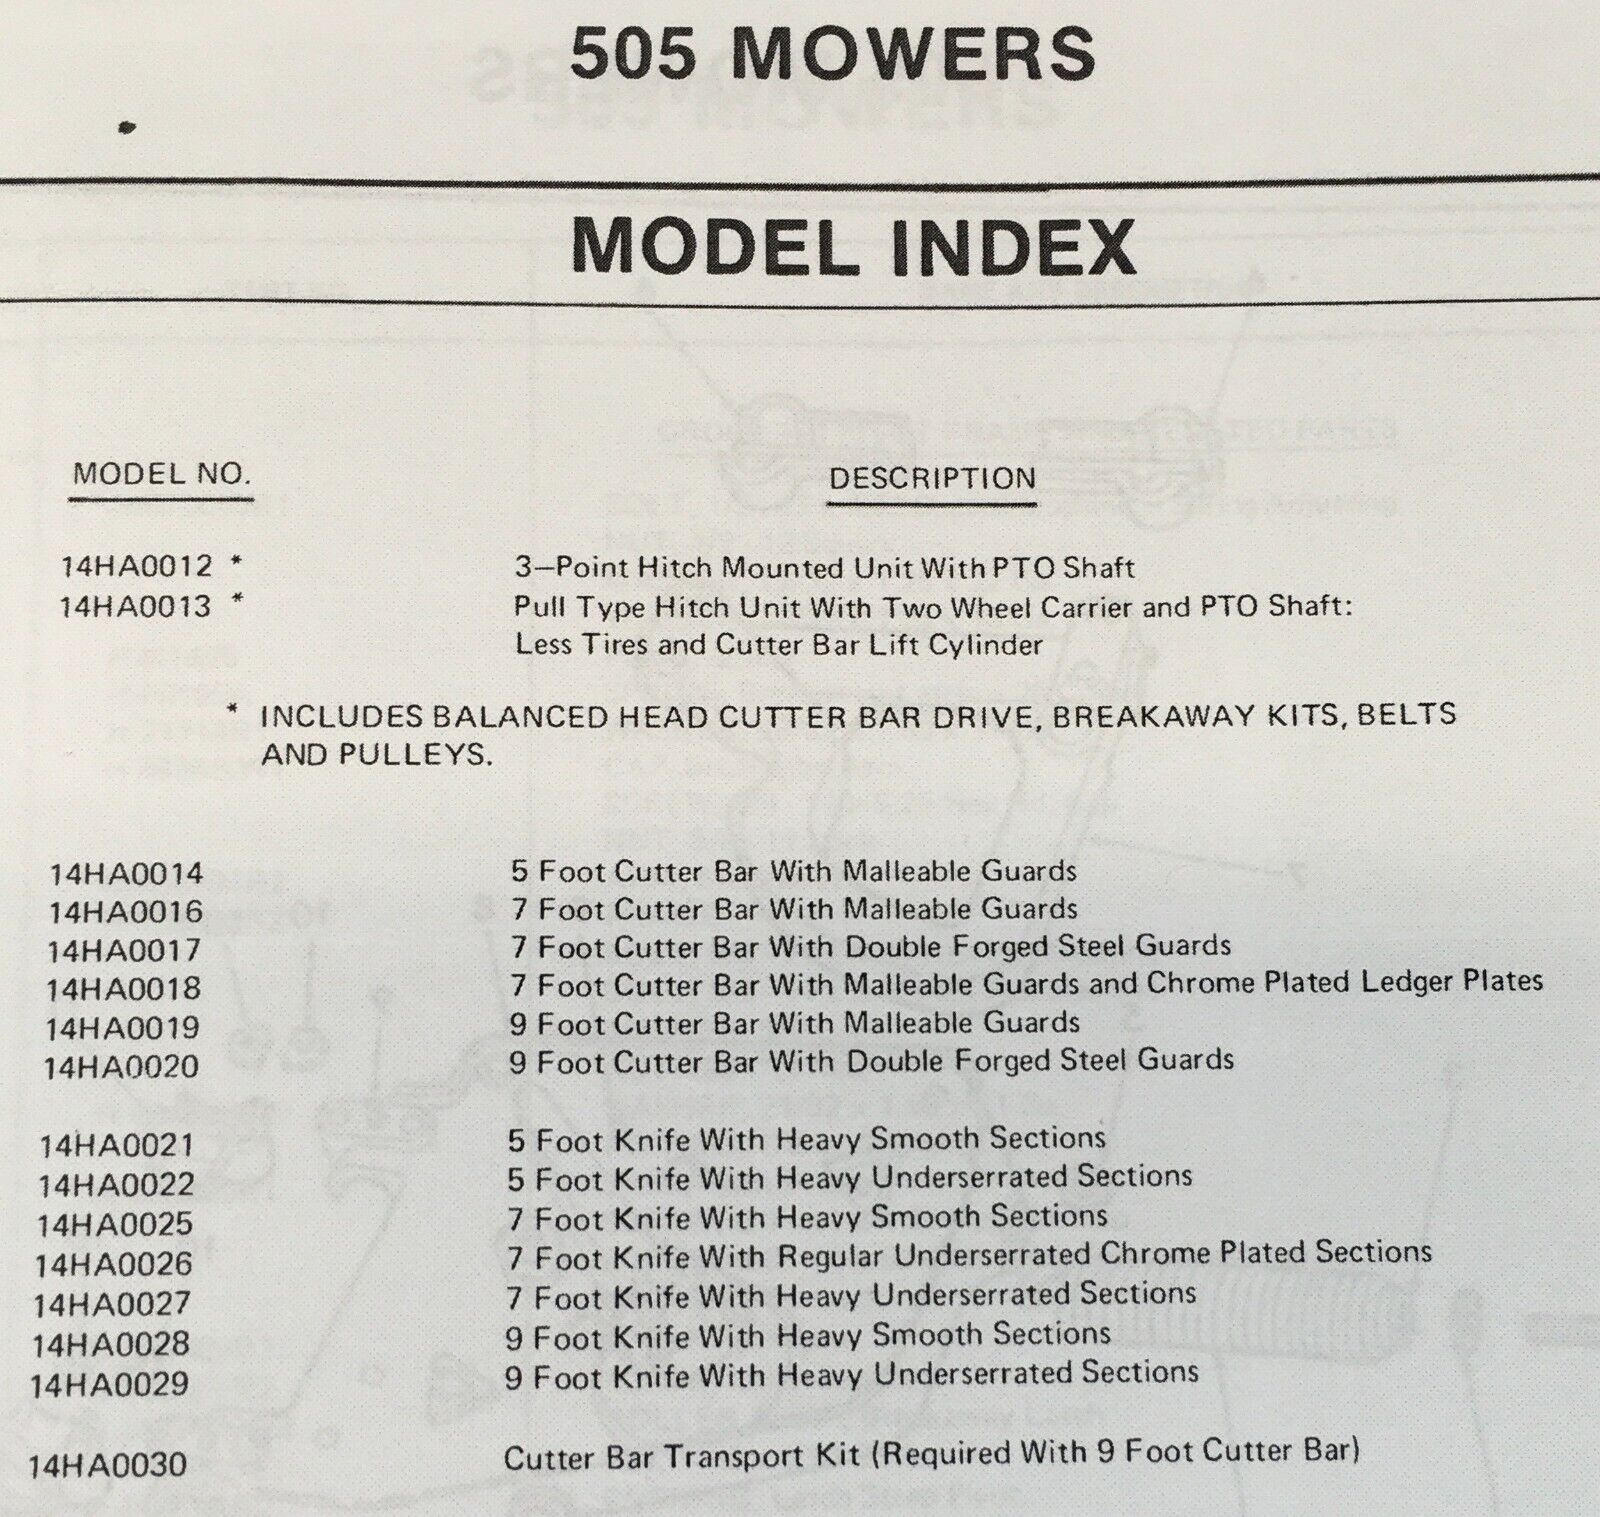 505 MOWERS
MODEL INDEX
MODEL NO. DESCRIPTION
14HA0012 * 3—Point Hitch Mounted Unit With PTO Shaft
14HA0013 * Pull Type Hitch Unit With Two Wheel Carrier and PTO Shaft:
Less Tires and Cutter Bar Lift Cylinder
* INCLUDES BALANCED HEAD CUTTER BAR DRIVE, BREAKAWAY KITS, BELTS
AND PULLEYS.
14HA0014 5 Foot Cutter Bar With Malleable Guards
14HA0016 7 Foot Cutter Bar With Malleable Guards
14HA0017 7 Foot Cutter Bar With Double Forged Steel Guards
14HA0018 7 Foot Cutter Bar With Malleable Guards and Chrome Plated Ledger Plates
14HA0019 9 Foot Cutter Bar With Malleable Guards
14HA0020 9 Foot Cutter Bar With Double Forged Steel Guards
14HA0021 5 Foot Knife With Heavy Smooth Sections
14HA0022 5 Foot Knife With Heavy Underserrated Sections
14HA0025 7 Foot Knife With Heavy Smooth Sections
14HA0026 7 Foot Knife With Regular Underserrated Chrome Plated Sections
14HA0027 7 Foot Knife With Heavy Underserrated Sections
14HA0028 9 Foot Knife With Heavy Smooth Sections
14HA0029 9 Foot Knife With Heavy Underserrated Sections
14HA0030 Cutter Bar Transport Kit (Required With 9 Foot Cutter Bar)